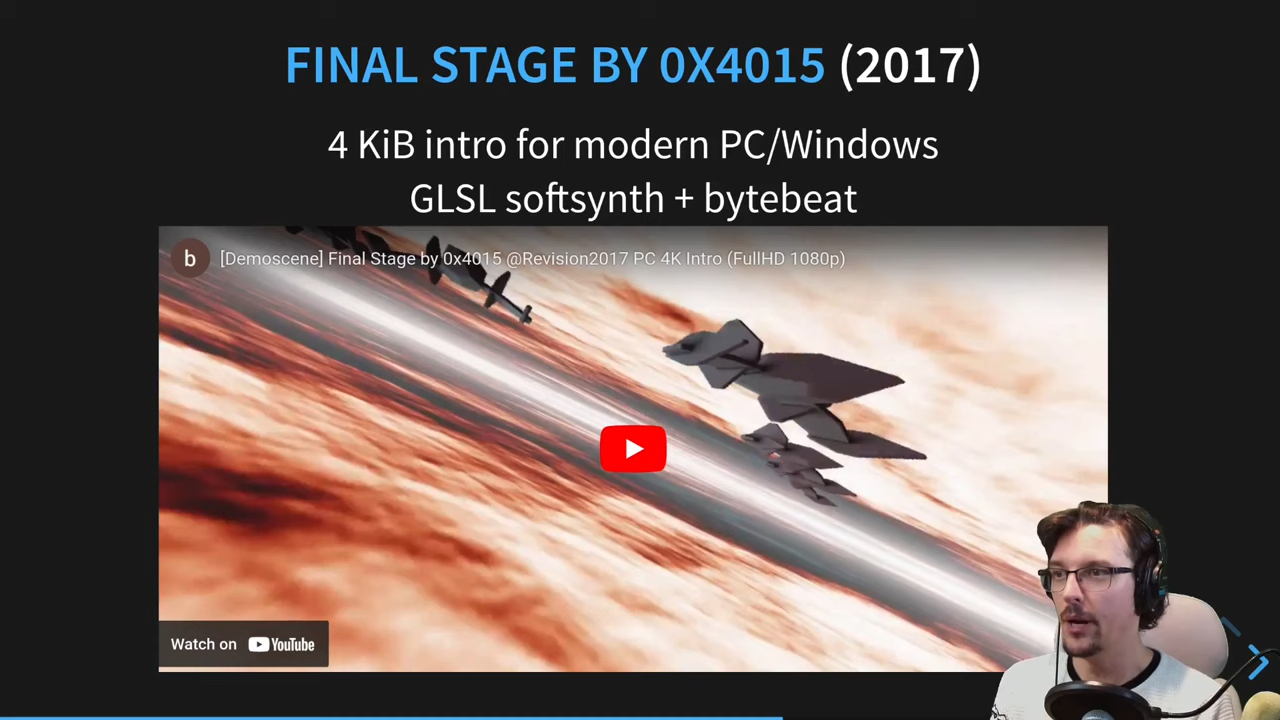 FINAL STAGE BY 0X4015 (2017)
4 KiB intro for modern PC/Windows
GLSL softsynth + bytebeat
b
[Demoscene] Final Stage by 0x4015 @Revision2017 PC 4K Intro (FullHD 1080p)
Watch on YouTube